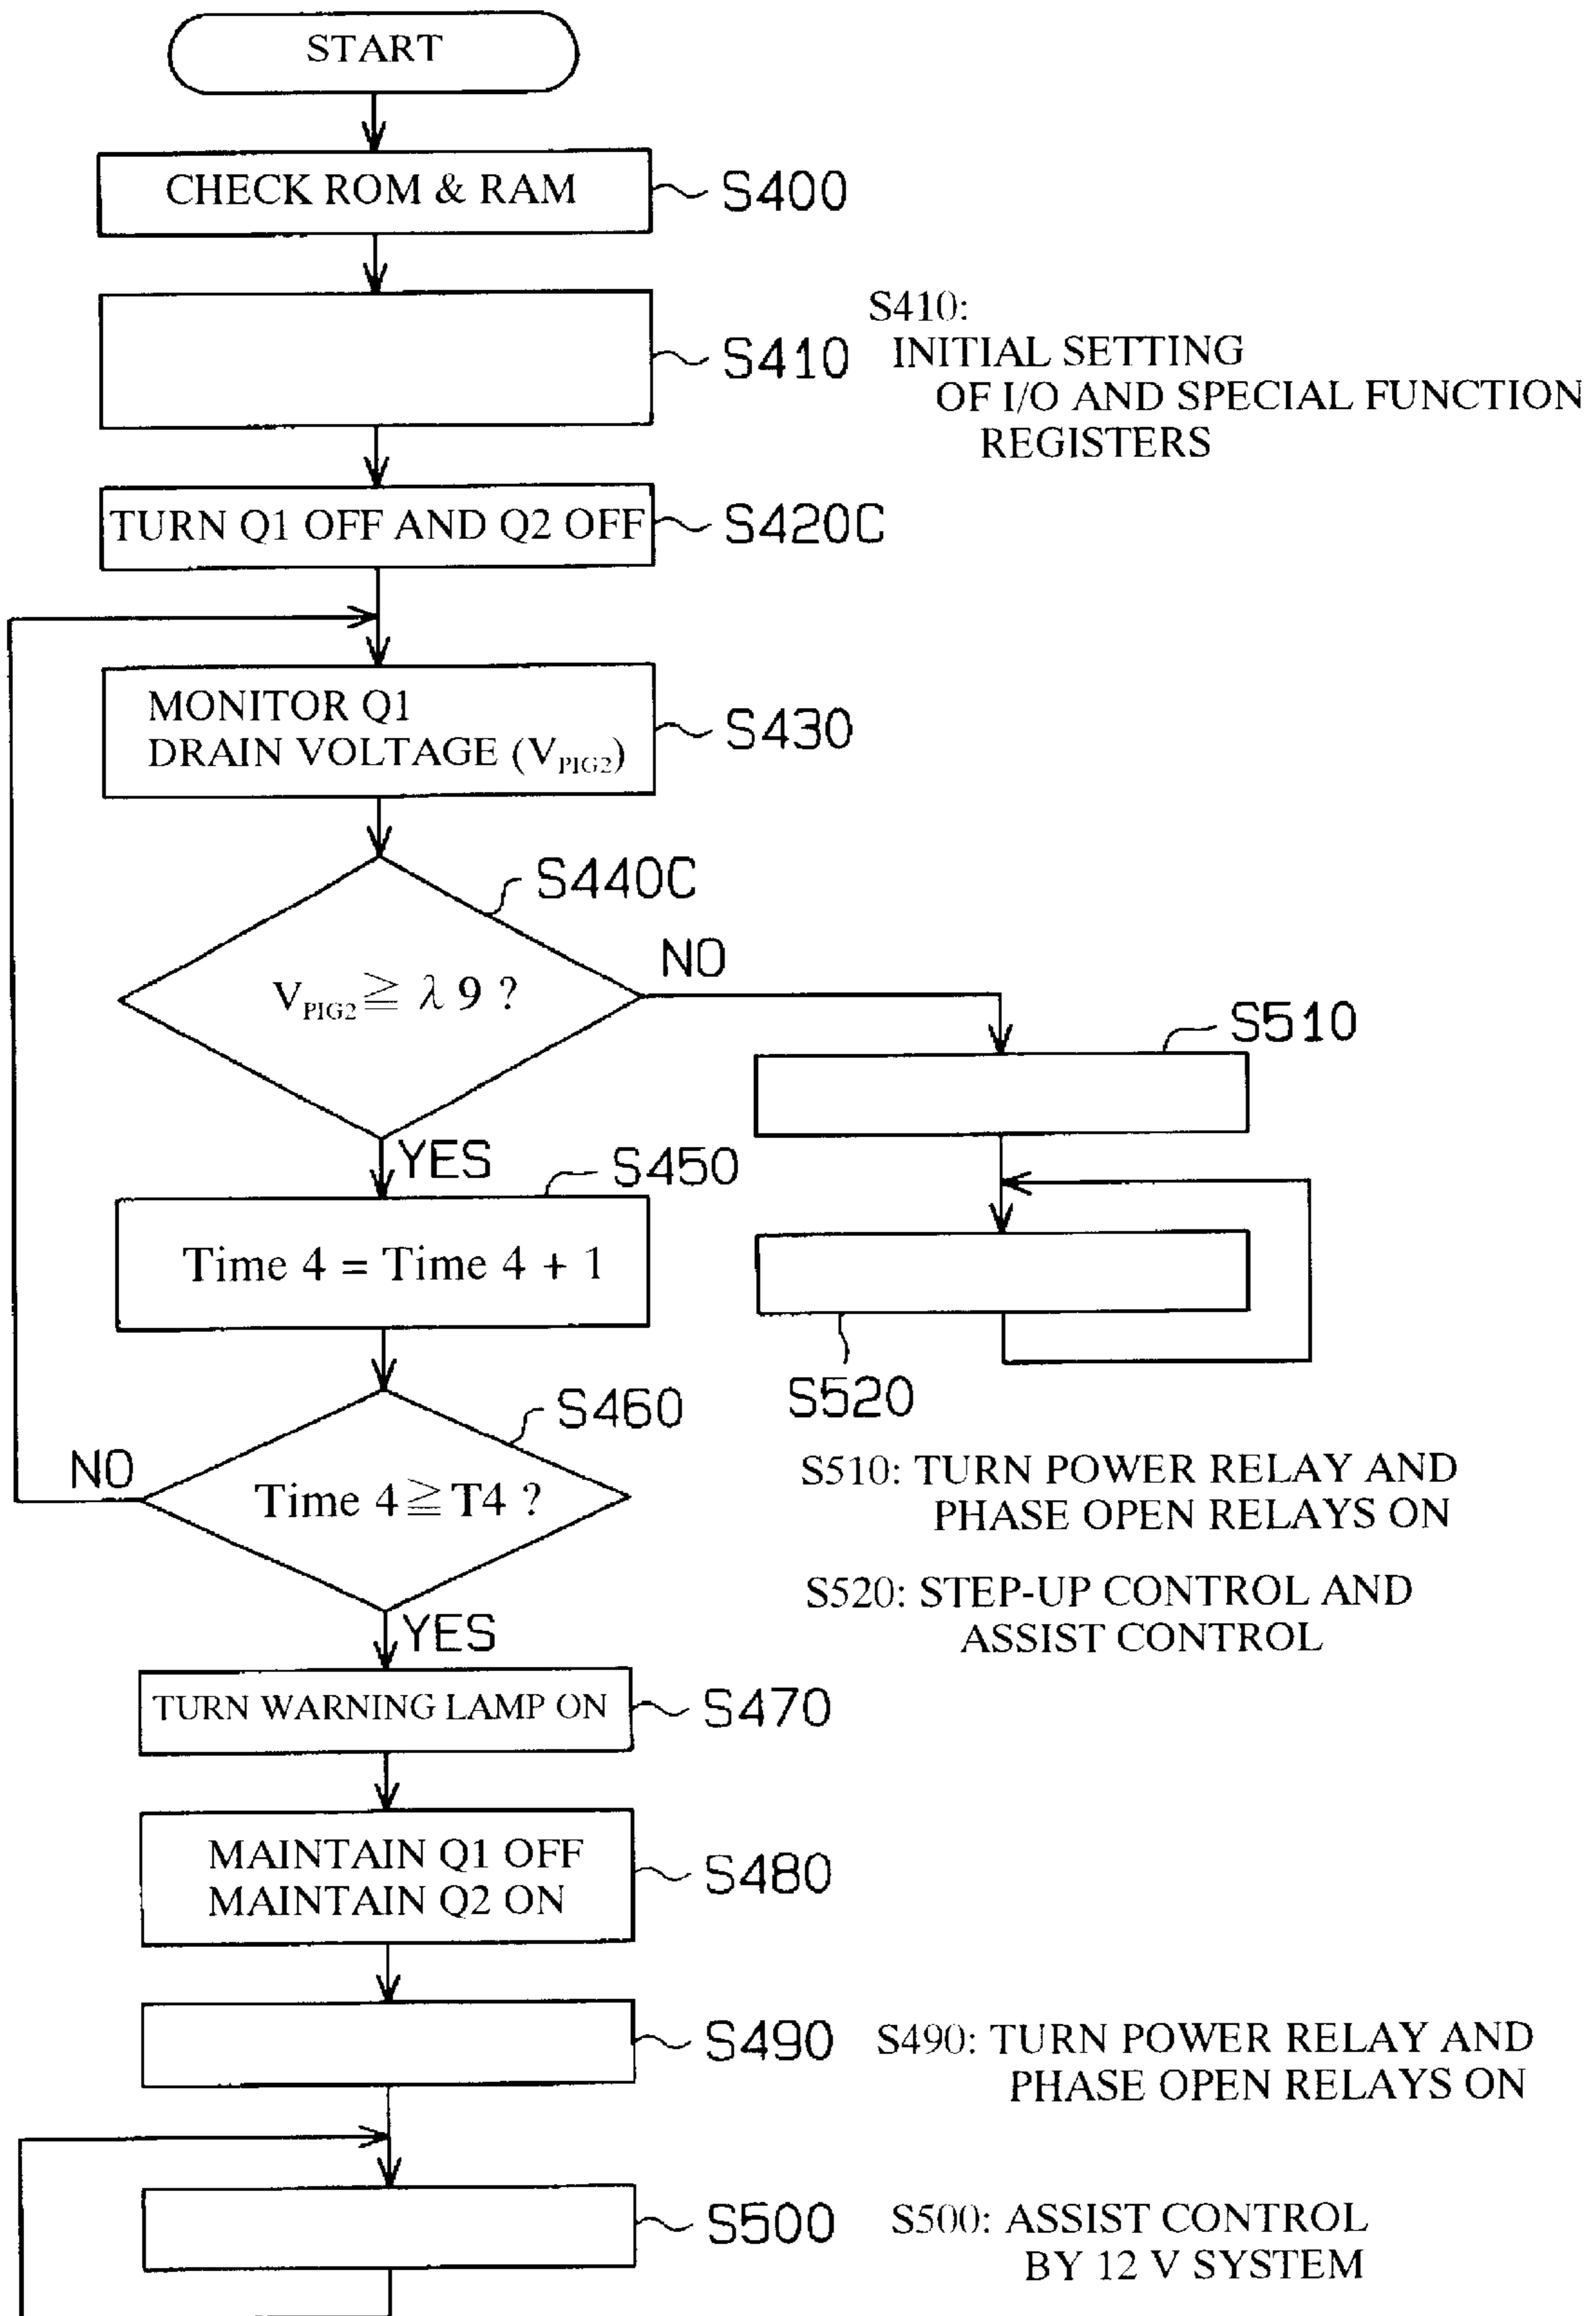 START
CHECK ROM & RAM
S400
S410
S410:
INITIAL SETTING
OF I/O AND SPECIAL FUNCTION
REGISTERS
TURN Q1 OFF AND Q2 OFF
S420C
MONITOR Q1
DRAIN VOLTAGE (V_PIG2)
S430
S440C
V_PIG2 ≧ λ 9 ?
NO
S510
YES
S450
Time 4 = Time 4 + 1
S520
S460
NO
Time 4 ≧ T4 ?
S510: TURN POWER RELAY AND
PHASE OPEN RELAYS ON
S520: STEP-UP CONTROL AND
ASSIST CONTROL
YES
TURN WARNING LAMP ON
S470
MAINTAIN Q1 OFF
MAINTAIN Q2 ON
S480
S490
S490: TURN POWER RELAY AND
PHASE OPEN RELAYS ON
S500
S500: ASSIST CONTROL
BY 12 V SYSTEM